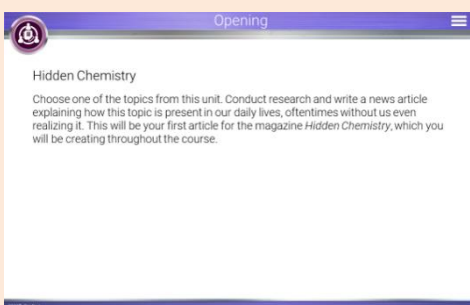 Opening
Hidden Chemistry
Choose one of the topics from this unit. Conduct research and write a news article
explaining how this topic is present in our daily lives, oftentimes without us even
realizing it. This will be your first article for the magazine Hidden Chemistry, which you
will be creating throughout the course.